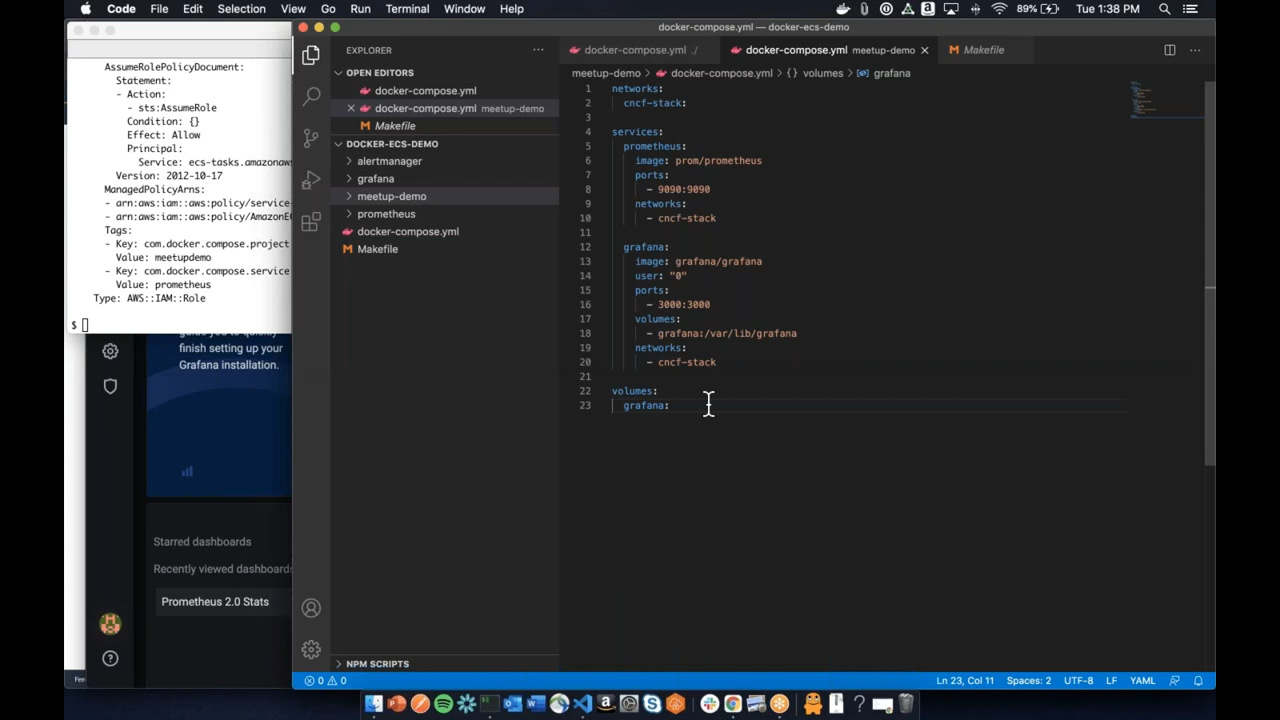 Code File Edit Selection View Go Run Terminal Window Help 89% Tue 1:38 PM
docker-compose.yml — docker-ecs-demo
AssumeRolePolicyDocument:
Statement:
- Action:
- sts:AssumeRole
Condition: {}
Effect: Allow
Principal:
Service: ecs-tasks.amazonaws
Version: 2012-10-17
ManagedPolicyArns:
- arn:aws:iam::aws:policy/service-
- arn:aws:iam::aws:policy/AmazonEC
Tags:
- Key: com.docker.compose.project
Value: meetupdemo
- Key: com.docker.compose.service
Value: prometheus
Type: AWS::IAM::Role
$
finish setting up your
Grafana installation.
Starred dashboards
Recently viewed dashboards
Prometheus 2.0 Stats
Fee
EXPLORER
OPEN EDITORS
docker-compose.yml
docker-compose.yml meetup-demo
Makefile
DOCKER-ECS-DEMO
alertmanager
grafana
meetup-demo
prometheus
docker-compose.yml
Makefile
NPM SCRIPTS
docker-compose.yml ./ docker-compose.yml meetup-demo Makefile
meetup-demo > docker-compose.yml > {} volumes > grafana
1 networks:
2 cncf-stack:
3
4 services:
5 prometheus:
6 image: prom/prometheus
7 ports:
8 - 9090:9090
9 networks:
10 - cncf-stack
11
12 grafana:
13 image: grafana/grafana
14 user: "0"
15 ports:
16 - 3000:3000
17 volumes:
18 - grafana:/var/lib/grafana
19 networks:
20 - cncf-stack
21
22 volumes:
23 grafana:
0 0 Ln 23, Col 11 Spaces: 2 UTF-8 LF YAML